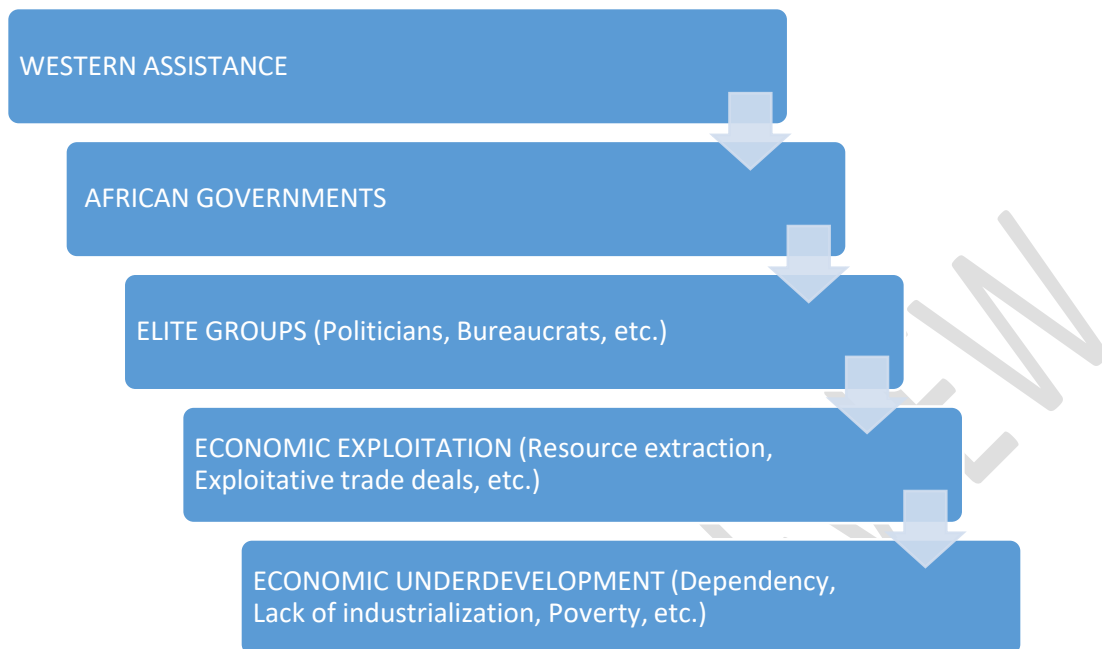 WESTERN ASSISTANCE
AFRICAN GOVERNMENTS
ELITE GROUPS (Politicians, Bureaucrats, etc.)
ECONOMIC EXPLOITATION (Resource extraction,
Exploitative trade deals, etc.)
ECONOMIC UNDERDEVELOPMENT (Dependency,
Lack of industrialization, Poverty, etc.)